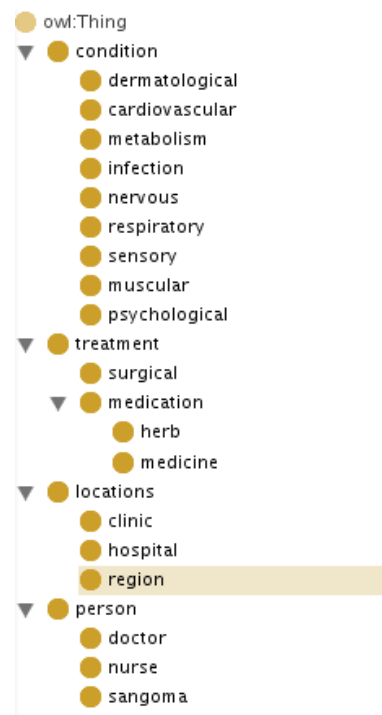 owl:Thing
condition
dermatological
cardiovascular
metabolism
infection
nervous
respiratory
sensory
muscular
psychological
treatment
surgical
medication
herb
medicine
locations
clinic
hospital
region
person
doctor
nurse
sangoma